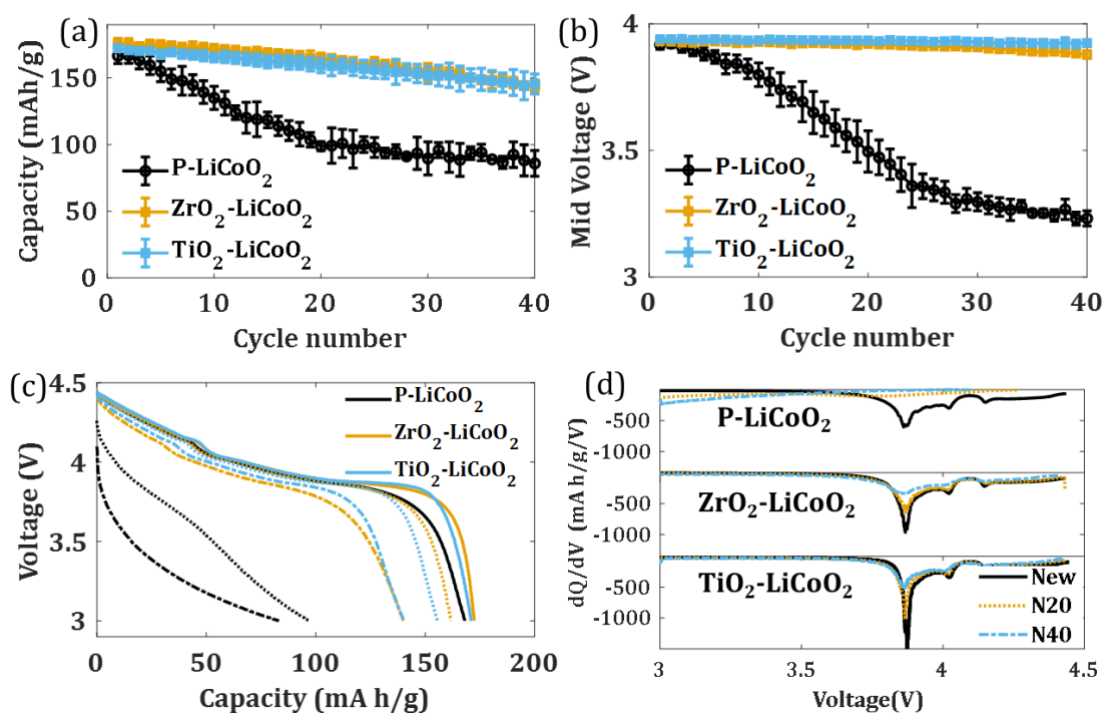 (a)
Capacity (mAh/g)
150
100
50
0
P-LiCoO2
ZrO2-LiCoO2
TiO2-LiCoO2
10
20
30
40
Cycle number
(b)
Mid Voltage (V)
4
3.5
3
P-LiCoO2
ZrO2-LiCoO2
TiO2-LiCoO2
10
20
30
40
Cycle number
(c)
Voltage (V)
4.5
4
3.5
3
P-LiCoO2
ZrO2-LiCoO2
TiO2-LiCoO2
0
50
100
150
200
Capacity (mA h/g)
(d)
dQ/dV (mA h/g/V)
-500
-1000
P-LiCoO2
-500
-1000
ZrO2-LiCoO2
-500
-1000
TiO2-LiCoO2
New
N20
N40
3
3.5
4
4.5
Voltage(V)